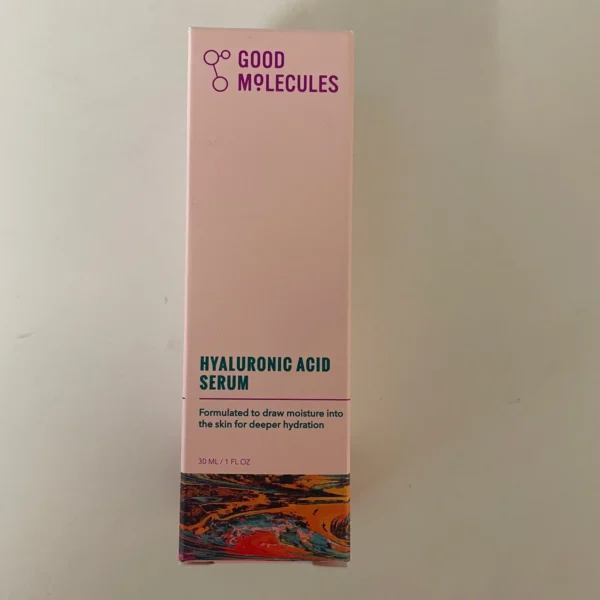 GOOD
MOLECULES
HYALURONIC ACID
SERUM
Formulated to draw moisture into
the skin for deeper hydration
30 ML / 1 FL OZ